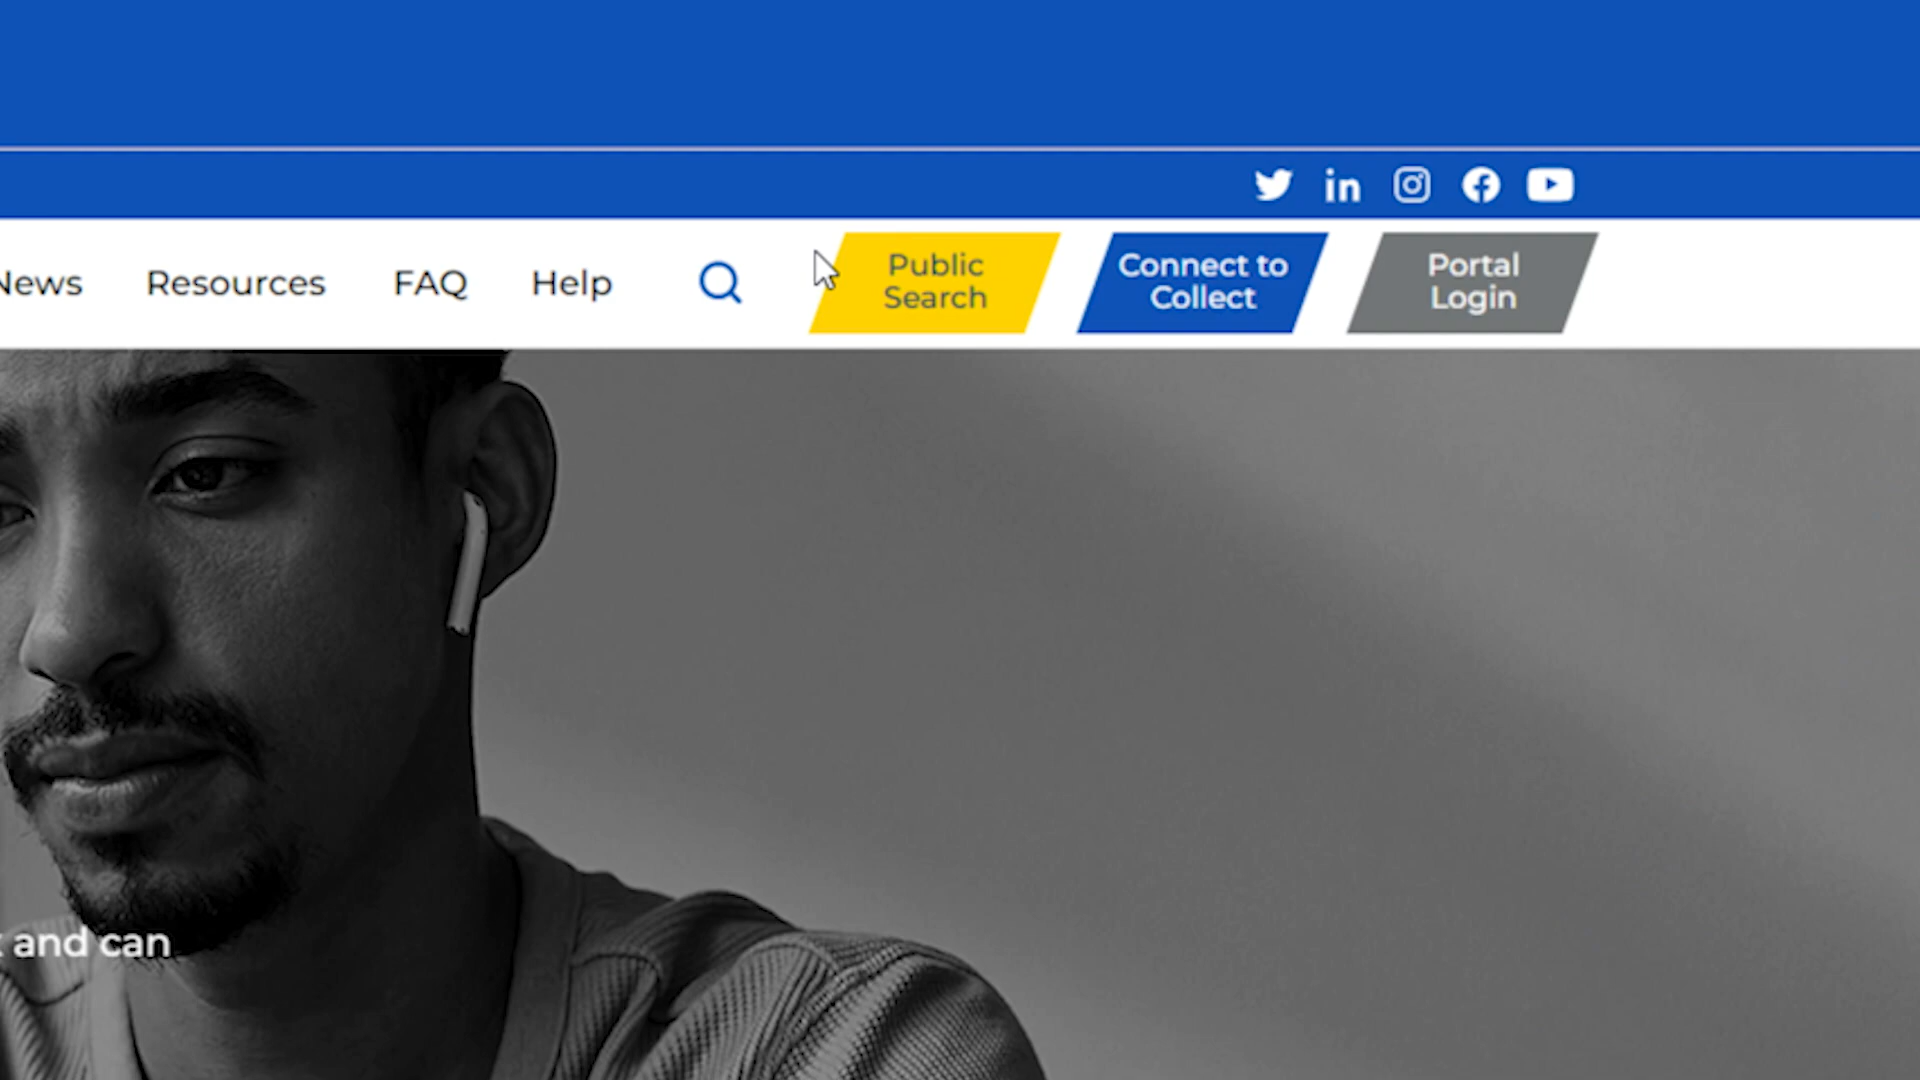 News Resources FAQ Help
Public
Search
Connect to
Collect
Portal
Login
and can